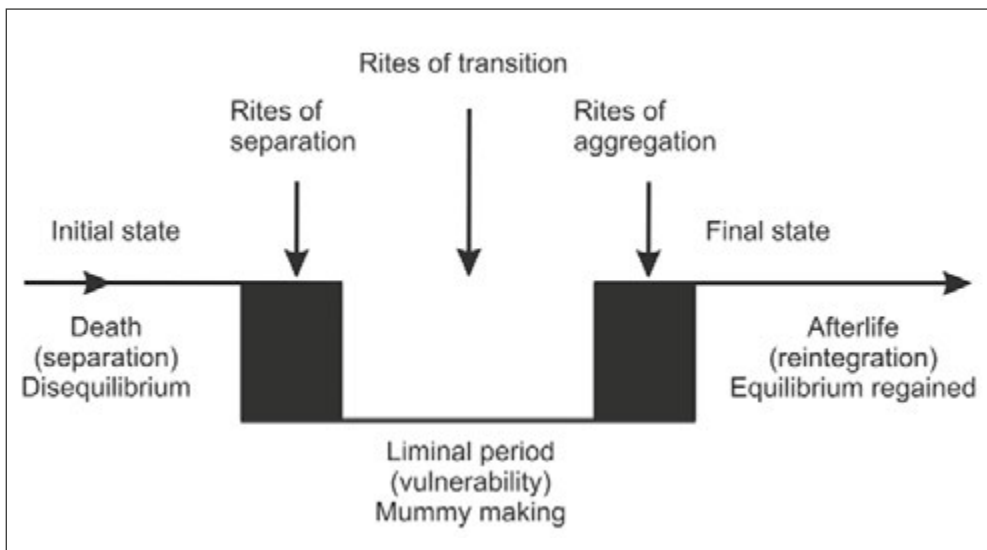 Rites of transition
Rites of
separation
Rites of
aggregation
Initial state
Final state
Death
(separation)
Disequilibrium
Afterlife
(reintegration)
Equilibrium regained
Liminal period
(vulnerability)
Mummy making